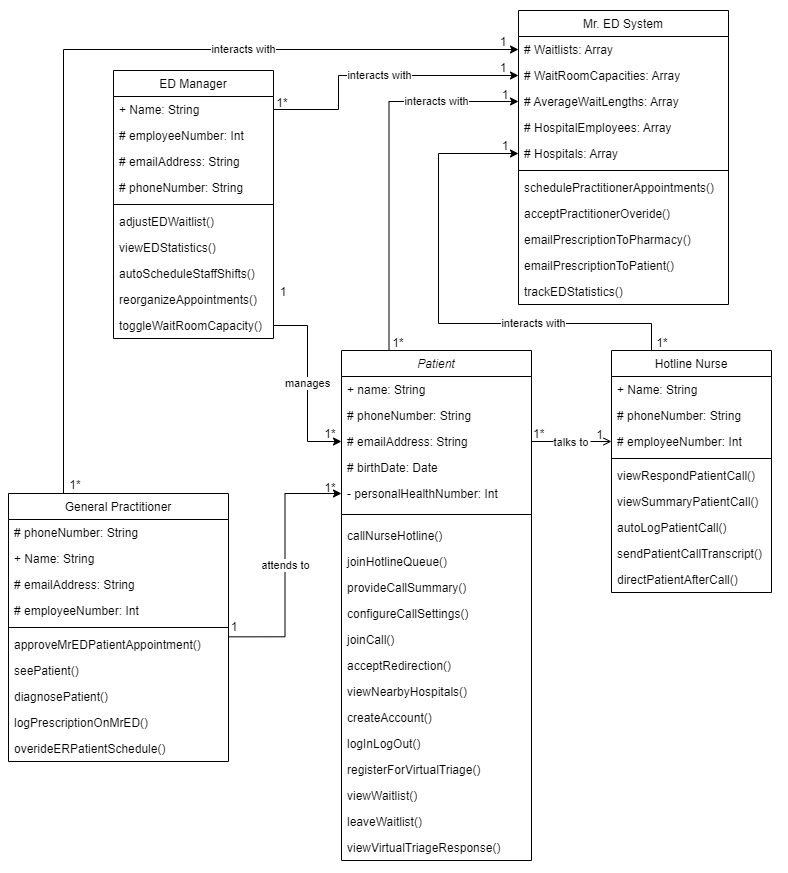 Mr. ED System
# Waitlists: Array
# WaitRoomCapacities: Array
# AverageWaitLengths: Array
# HospitalEmployees: Array
# Hospitals: Array
schedulePractitionerAppointments()
acceptPractitionerOveride()
emailPrescriptionToPharmacy()
emailPrescriptionToPatient()
trackEDStatistics()
interacts with
1
interacts with
1
1*
interacts with
1
1
ED Manager
+ Name: String
# employeeNumber: Int
# emailAddress: String
# phoneNumber: String
adjustEDWaitlist()
viewEDStatistics()
autoScheduleStaffShifts()
reorganizeAppointments()
toggleWaitRoomCapacity()
1
manages
1*
interacts with
1*
1*
Patient
+ name: String
# phoneNumber: String
# emailAddress: String
# birthDate: Date
- personalHealthNumber: Int
callNurseHotline()
joinHotlineQueue()
provideCallSummary()
configureCallSettings()
joinCall()
acceptRedirection()
viewNearbyHospitals()
createAccount()
logInLogOut()
registerForVirtualTriage()
viewWaitlist()
leaveWaitlist()
viewVirtualTriageResponse()
1*
talks to
1
Hotline Nurse
+ Name: String
# phoneNumber: String
# employeeNumber: Int
viewRespondPatientCall()
viewSummaryPatientCall()
autoLogPatientCall()
sendPatientCallTranscript()
directPatientAfterCall()
1*
General Practitioner
# phoneNumber: String
+ Name: String
# emailAddress: String
# employeeNumber: Int
approveMrEDPatientAppointment()
seePatient()
diagnosePatient()
logPrescriptionOnMrED()
overideERPatientSchedule()
1
attends to
1*